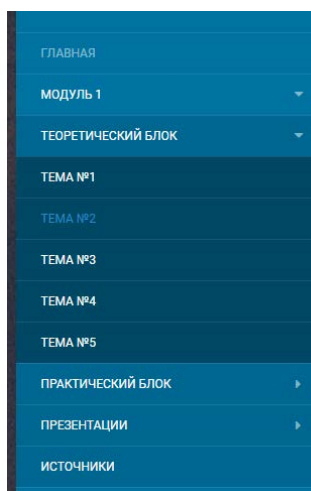 ГЛАВНАЯ
МОДУЛЬ 1
ТЕОРЕТИЧЕСКИЙ БЛОК
ТЕМА №1
ТЕМА №2
ТЕМА №3
ТЕМА №4
ТЕМА №5
ПРАКТИЧЕСКИЙ БЛОК
ПРЕЗЕНТАЦИИ
ИСТОЧНИКИ